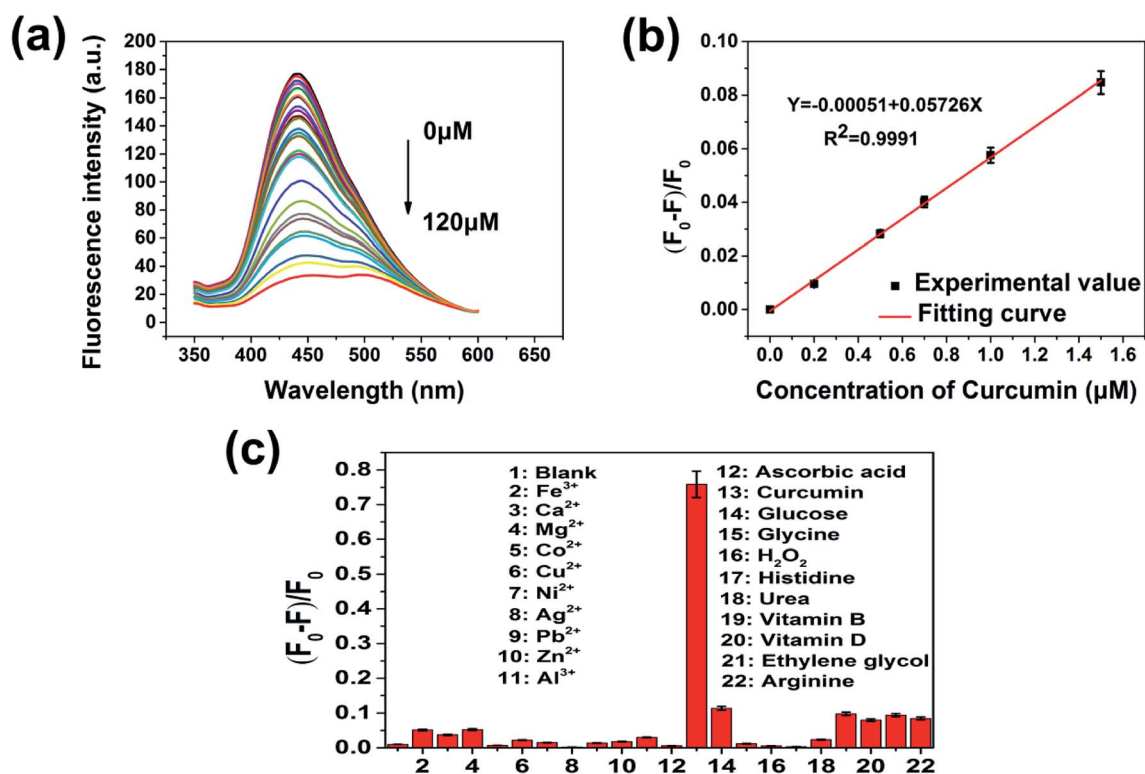 (a)
200
180
160
140
120
100
80
60
40
20
0
Fluorescence intensity (a.u.)
0μM
120μM
350 400 450 500 550 600 650
Wavelength (nm)
(b)
0.10
0.08
0.06
0.04
0.02
0.00
(F₀-F)/F₀
Y=-0.00051+0.05726X
R²=0.9991
Experimental value
Fitting curve
0.0 0.2 0.4 0.6 0.8 1.0 1.2 1.4 1.6
Concentration of Curcumin (μM)
(c)
0.8
0.7
0.6
0.5
0.4
0.3
0.2
0.1
0.0
(F₀-F)/F₀
1: Blank
2: Fe³⁺
3: Ca²⁺
4: Mg²⁺
5: Co²⁺
6: Cu²⁺
7: Ni²⁺
8: Ag²⁺
9: Pb²⁺
10: Zn²⁺
11: Al³⁺
12: Ascorbic acid
13: Curcumin
14: Glucose
15: Glycine
16: H₂O₂
17: Histidine
18: Urea
19: Vitamin B
20: Vitamin D
21: Ethylene glycol
22: Arginine
2 4 6 8 10 12 14 16 18 20 22